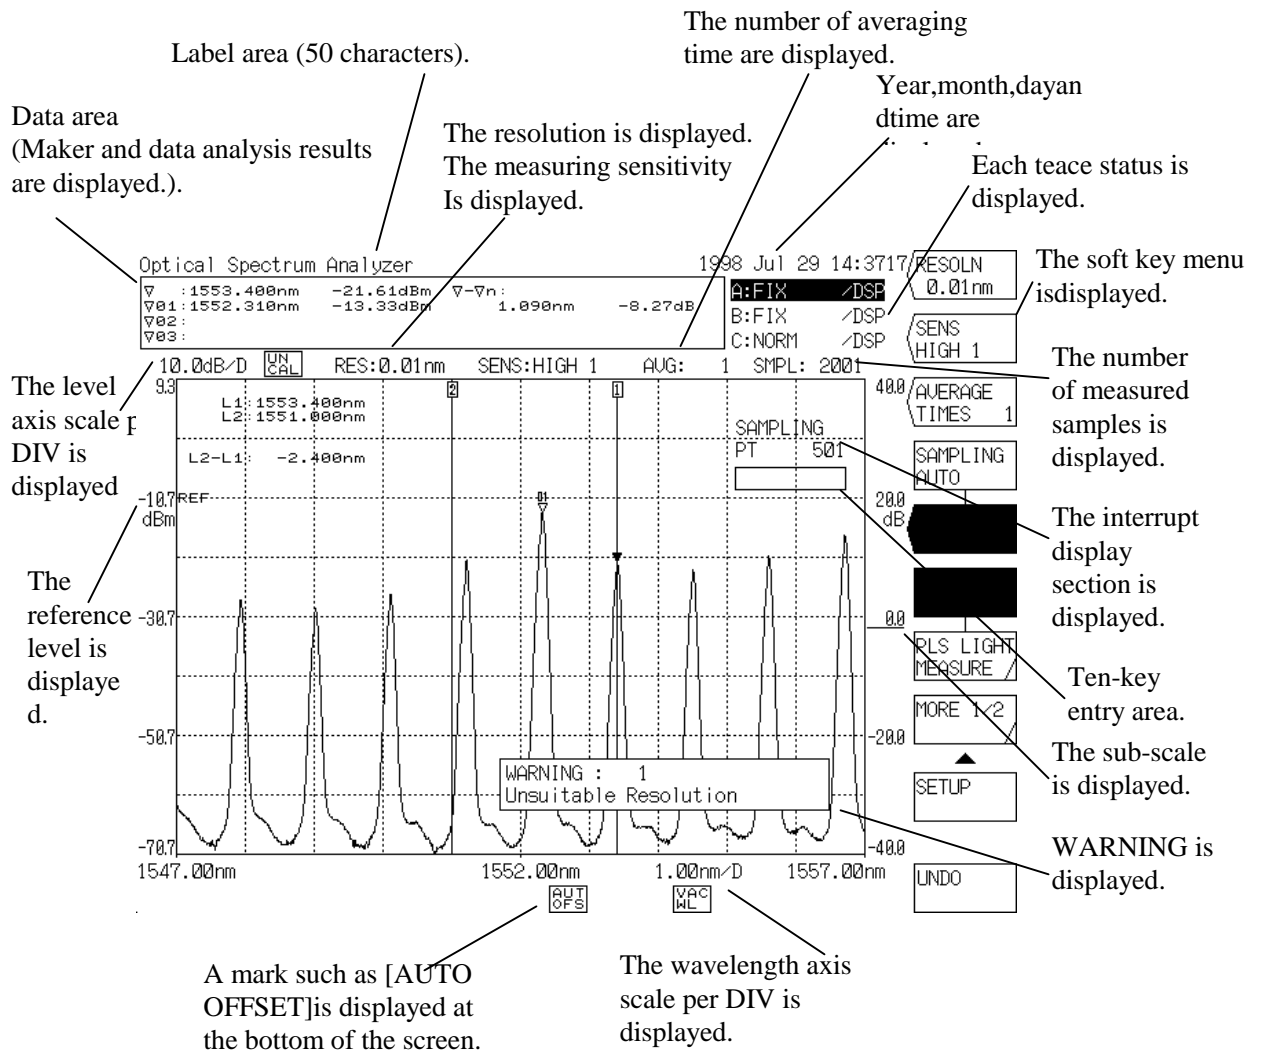 The number of averaging
time are displayed.
Label area (50 characters).
Year,month,dayan
dtime are
Data area
(Maker and data analysis results
are displayed.).
The resolution is displayed.
The measuring sensitivity
Is displayed.
Each teace status is
displayed.
Optical Spectrum Analyzer
1998 Jul 29 14:3717
▽ :1553.400nm -21.61dBm ▽-▽n:
▽01:1552.310nm -13.33dBm 1.090nm -8.27dB
▽02:
▽03:
A:FIX /DSP
B:FIX /DSP
C:NORM /DSP
RESOLN
0.01nm
The soft key menu
isdisplayed.
SENS
HIGH 1
10.0dB/D UN CAL RES:0.01nm SENS:HIGH 1 AVG: 1 SMPL: 2001
The number
of measured
samples is
displayed.
The level
axis scale p
DIV is
displayed
9.3
2
1
40.0
AVERAGE
TIMES 1
L1:1553.400nm
L2:1551.000nm
SAMPLING
PT 501
L2-L1: -2.400nm
SAMPLING
AUTO
-10.7
REF
dBm
01
20.0
dB
The interrupt
display
section is
displayed.
The
reference
level is
displaye
d.
-30.7
0.0
PLS LIGHT
MEASURE
Ten-key
entry area.
MORE 1/2
-50.7
-20.0
The sub-scale
is displayed.
WARNING : 1
Unsuitable Resolution
SETUP
-70.7
-40.0
WARNING is
displayed.
1547.00nm 1552.00nm 1.00nm/D 1557.00nm
UNDO
AUT
OFS
VAC
WL
A mark such as [AUTO
OFFSET]is displayed at
the bottom of the screen.
The wavelength axis
scale per DIV is
displayed.